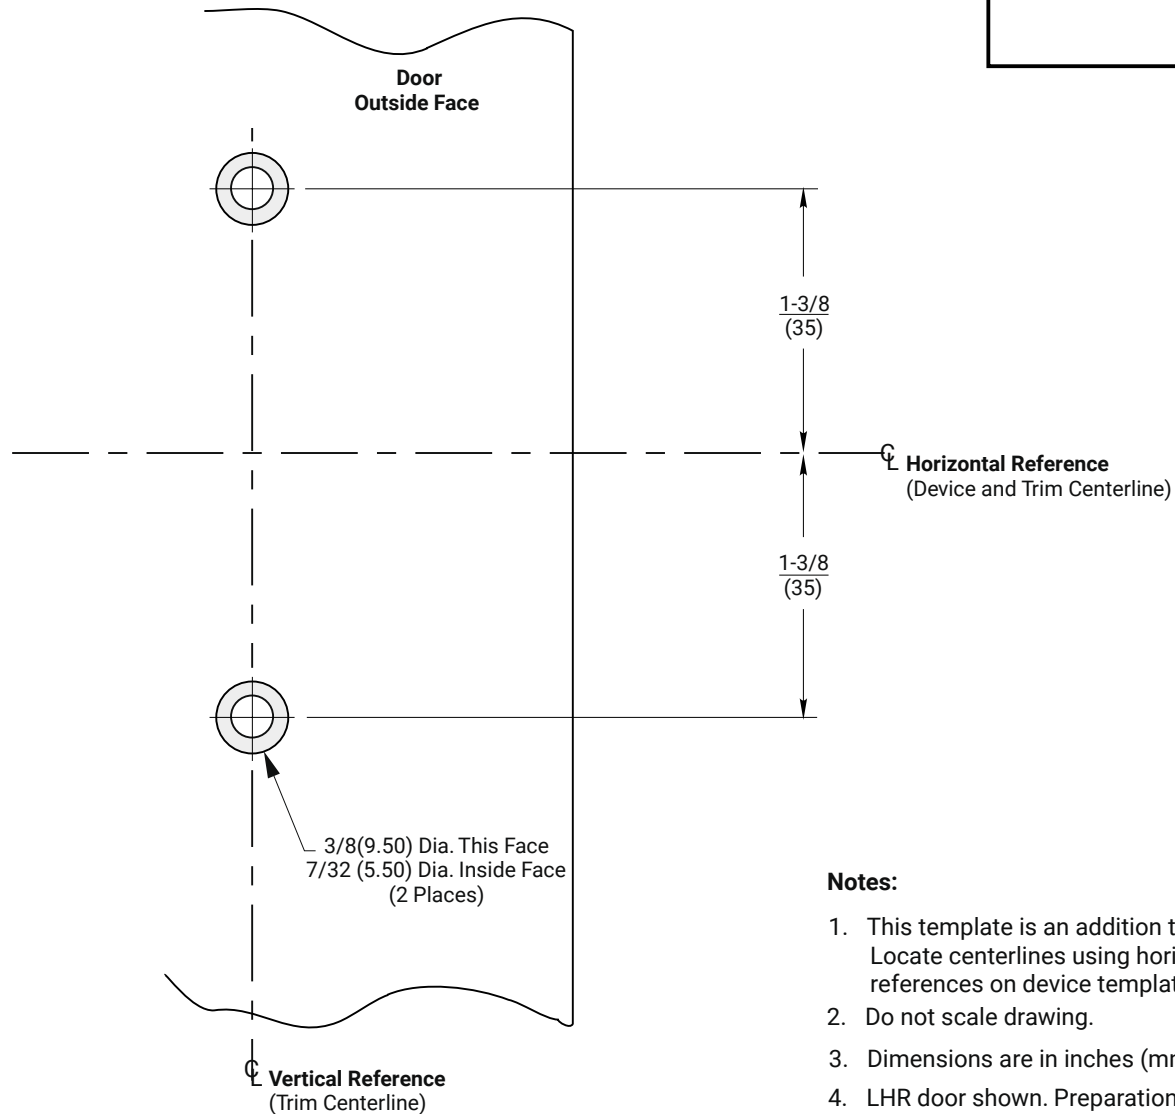 Door
Outside Face
1-3/8
(35)
℄ Horizontal Reference
(Device and Trim Centerline)
1-3/8
(35)
3/8(9.50) Dia. This Face
7/32 (5.50) Dia. Inside Face
(2 Places)
Notes:
1. This template is an addition
Locate centerlines using
references on device
2. Do not scale drawing.
3. Dimensions are in inches
4. LHR door shown. Preparation
℄ Vertical Reference
(Trim Centerline)